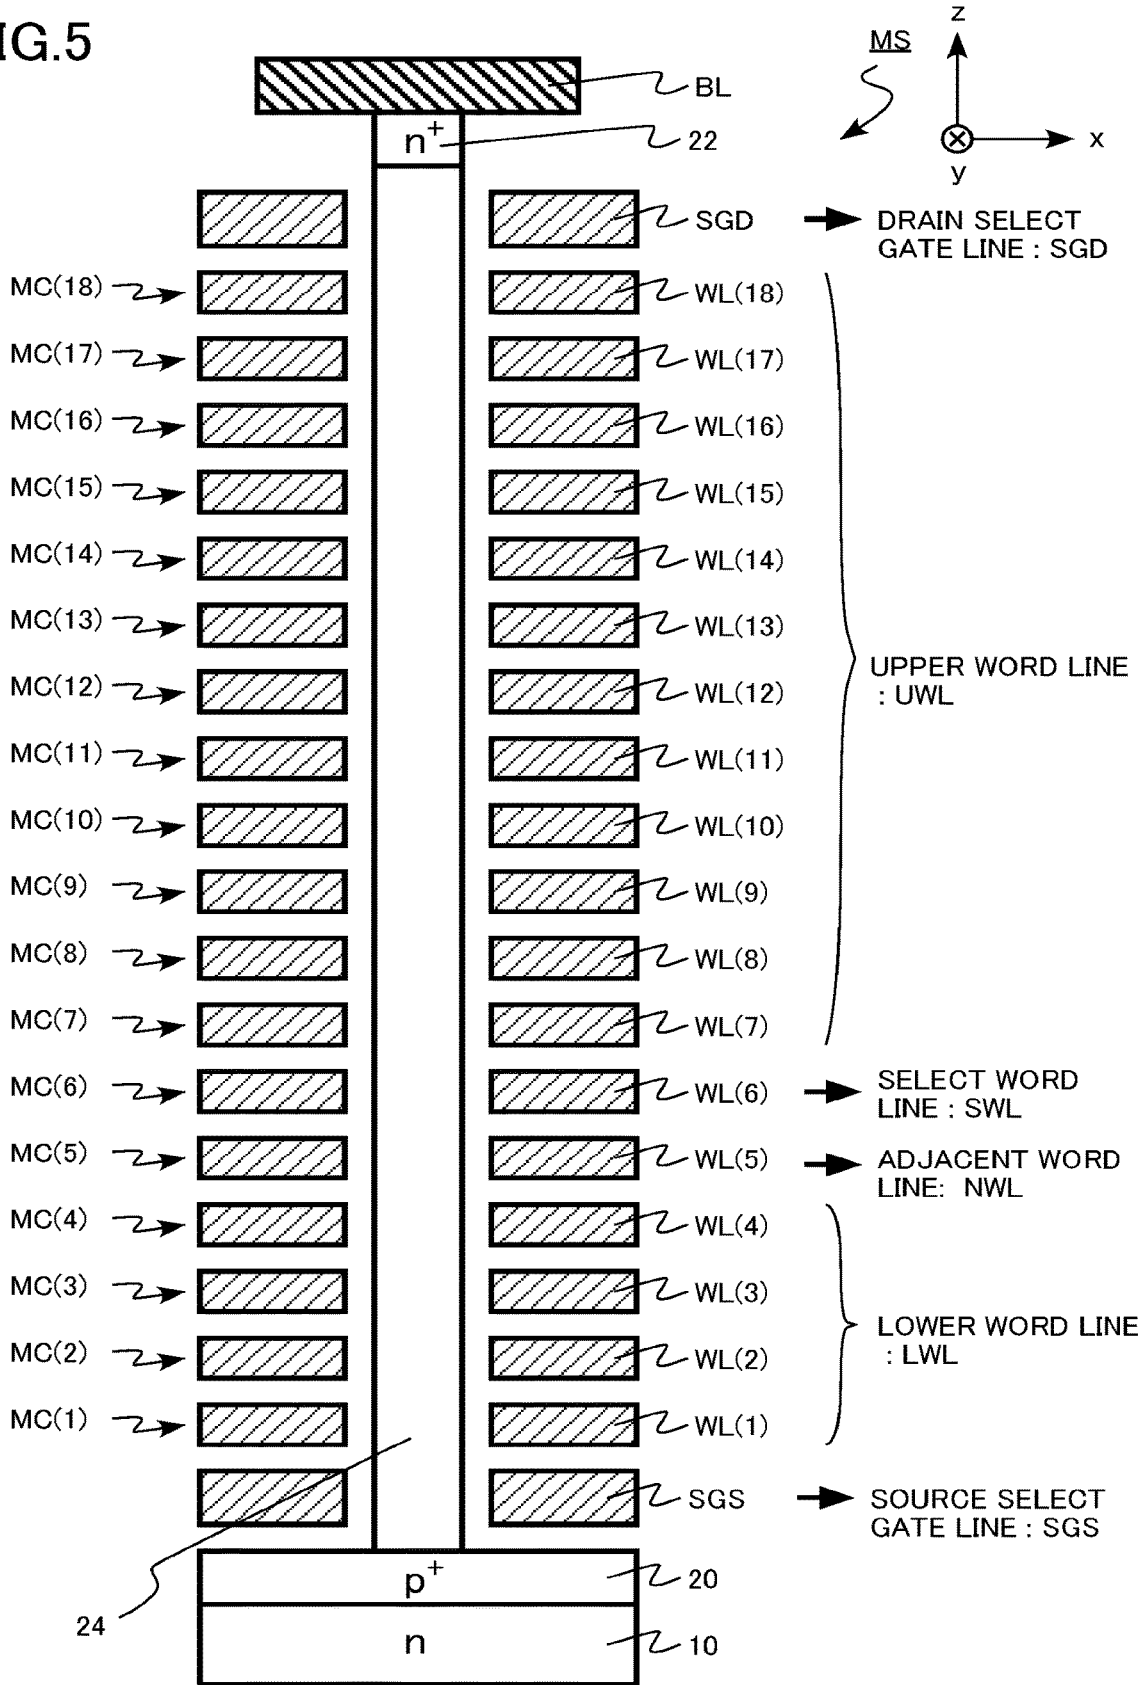 IG.5
z
MS
BL
x
n+
22
y
SGD
DRAIN SELECT
GATE LINE : SGD
MC(18)
WL(18)
MC(17)
WL(17)
MC(16)
WL(16)
MC(15)
WL(15)
MC(14)
WL(14)
MC(13)
WL(13)
UPPER WORD LINE
: UWL
MC(12)
WL(12)
MC(11)
WL(11)
MC(10)
WL(10)
MC(9)
WL(9)
MC(8)
WL(8)
MC(7)
WL(7)
MC(6)
WL(6)
SELECT WORD
LINE : SWL
MC(5)
WL(5)
ADJACENT WORD
LINE: NWL
MC(4)
WL(4)
MC(3)
WL(3)
LOWER WORD LINE
: LWL
MC(2)
WL(2)
MC(1)
WL(1)
SGS
SOURCE SELECT
GATE LINE : SGS
p+
20
24
n
10